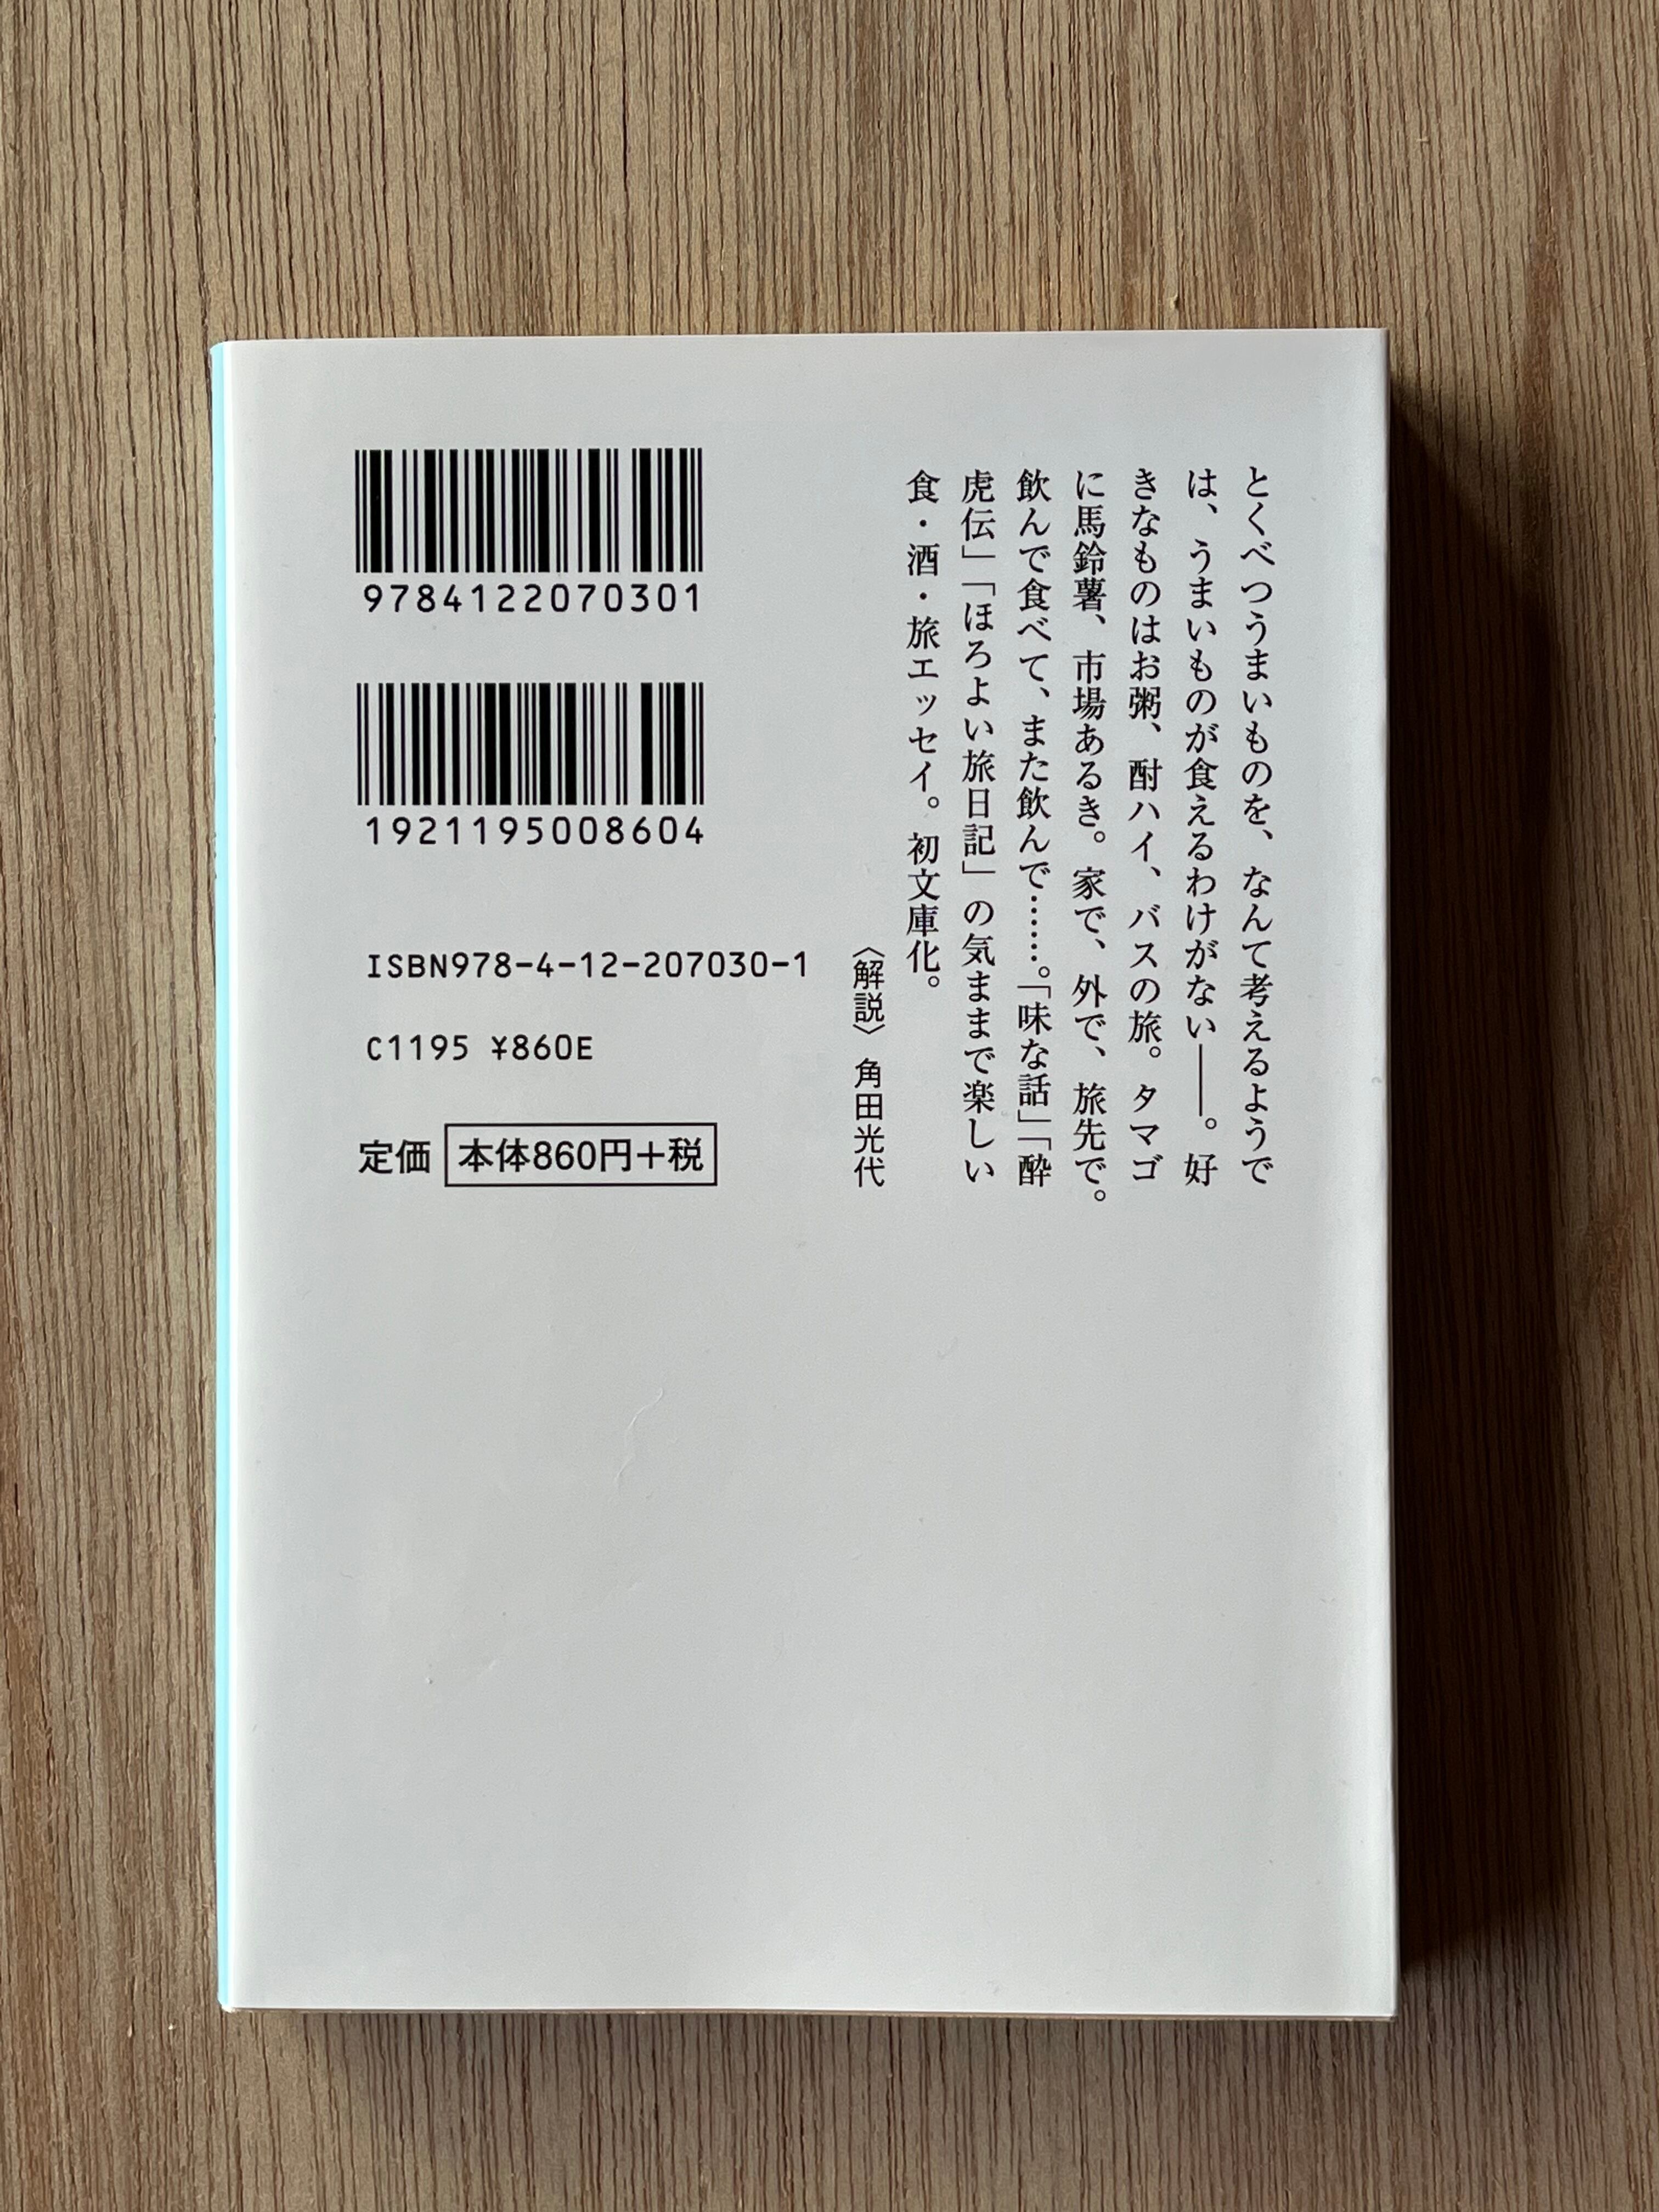 とくべつうまいものを、なんて考えるようで
は、うまいものが食えるわけがない――。好
きなものはお粥、酎ハイ、バスの旅。タマゴ
に馬鈴薯、市場あるき。家で、外で、旅先で。
飲んで食べて、また飲んで……。「味な話」「酔
虎伝」「ほろよい旅日記」の気ままで楽しい
食・酒・旅エッセイ。初文庫化。
〈解説〉角田光代
9784122070301
1921195008604
ISBN978-4-12-207030-1
C1195 ¥860E
定価 本体860円+税